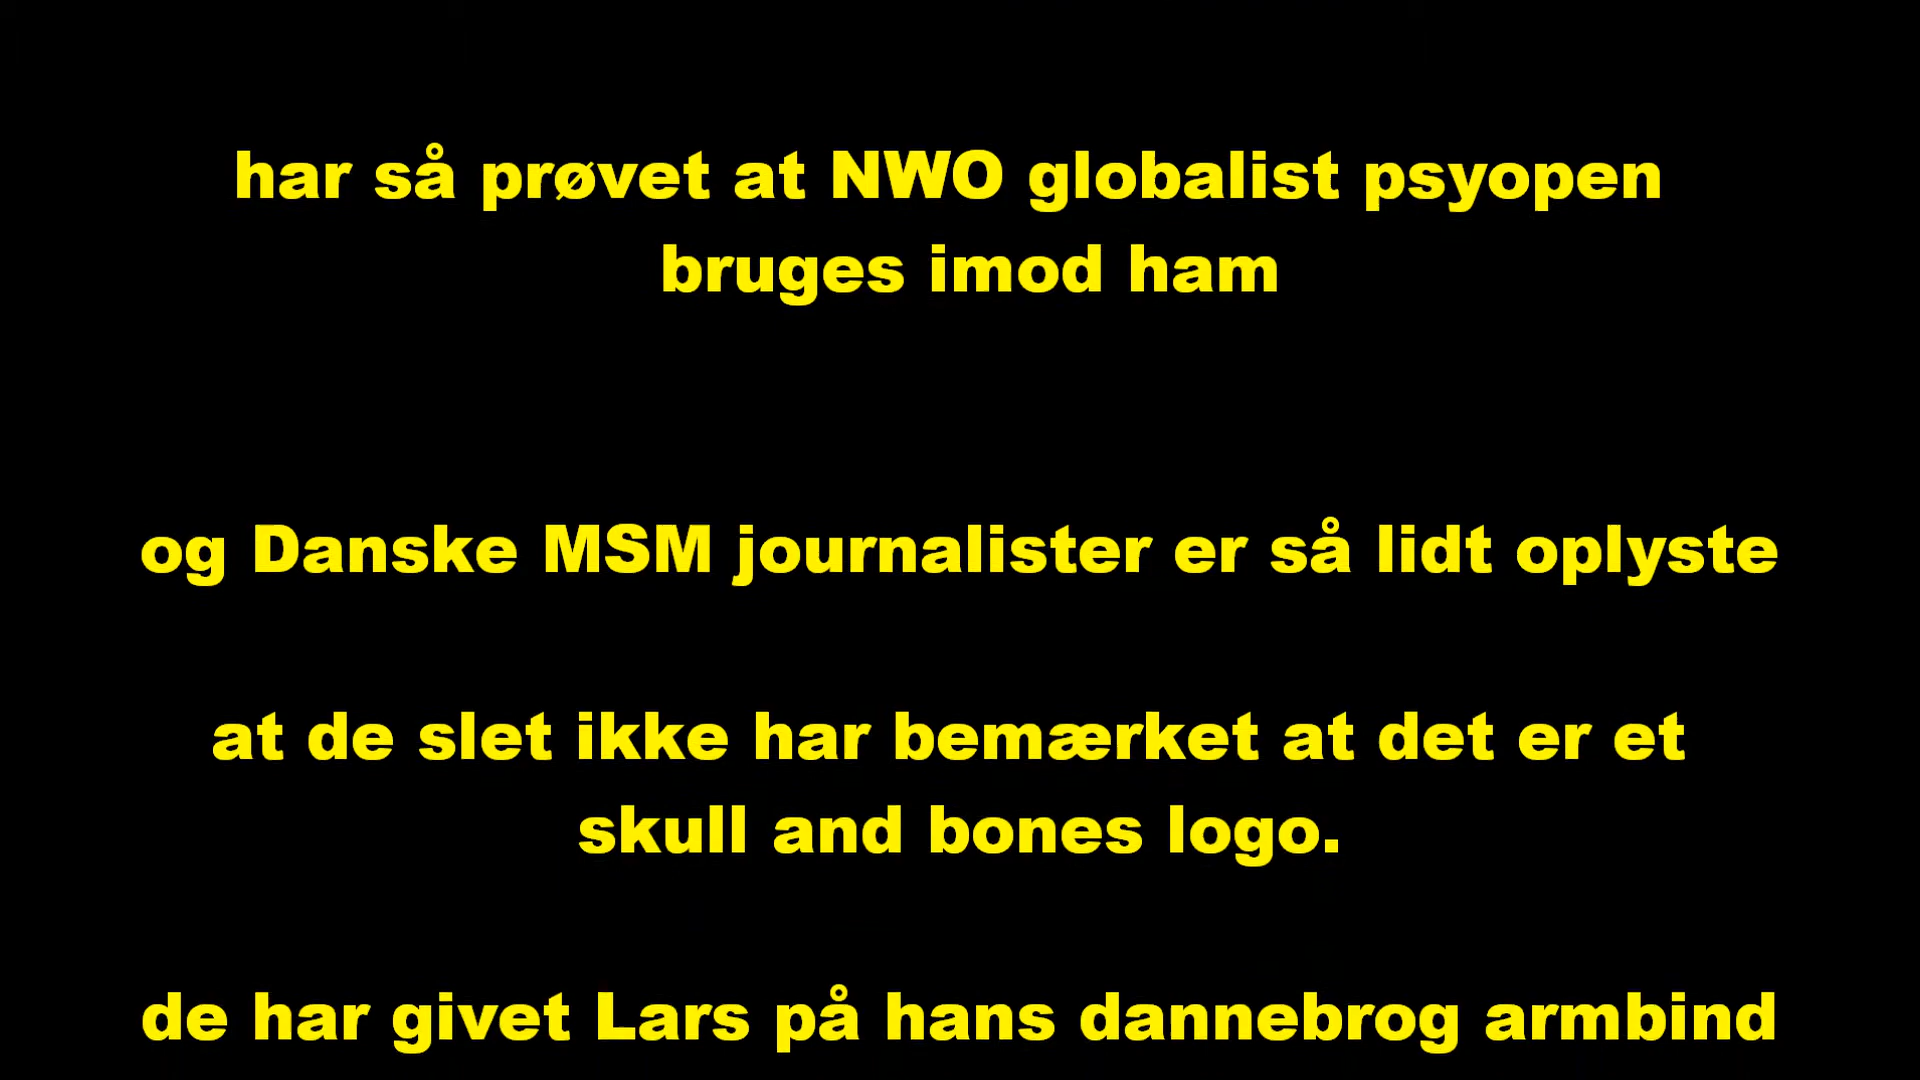 har så prøvet at NWO globalist psyopen
bruges imod ham
og Danske MSM journalister er så lidt oplyste
at de slet ikke har bemærket at det er et
skull and bones logo.
de har givet Lars på hans dannebrog armbind